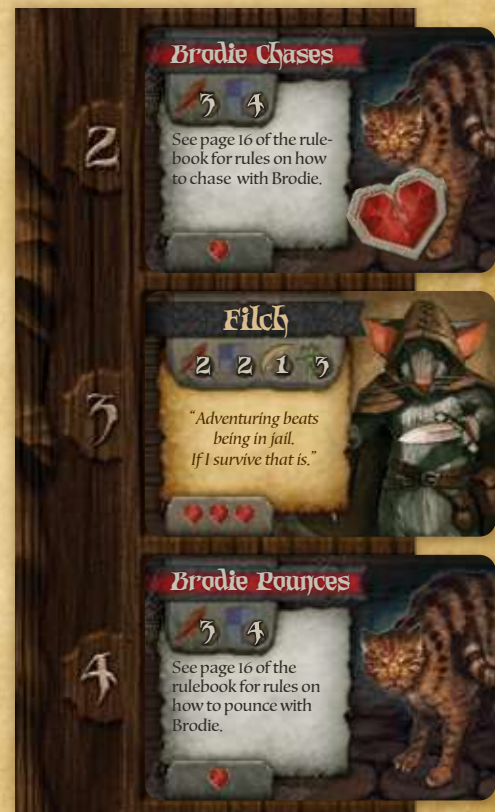 2
Brodie Chases
3 4
See page 16 of the rule-
book for rules on how
to chase with Brodie.
3
Filch
2 2 1 3
"Adventuring beats
being in jail.
If I survive that is."
4
Brodie Pounces
3 4
See page 16 of the
rulebook for rules on
how to pounce with
Brodie.